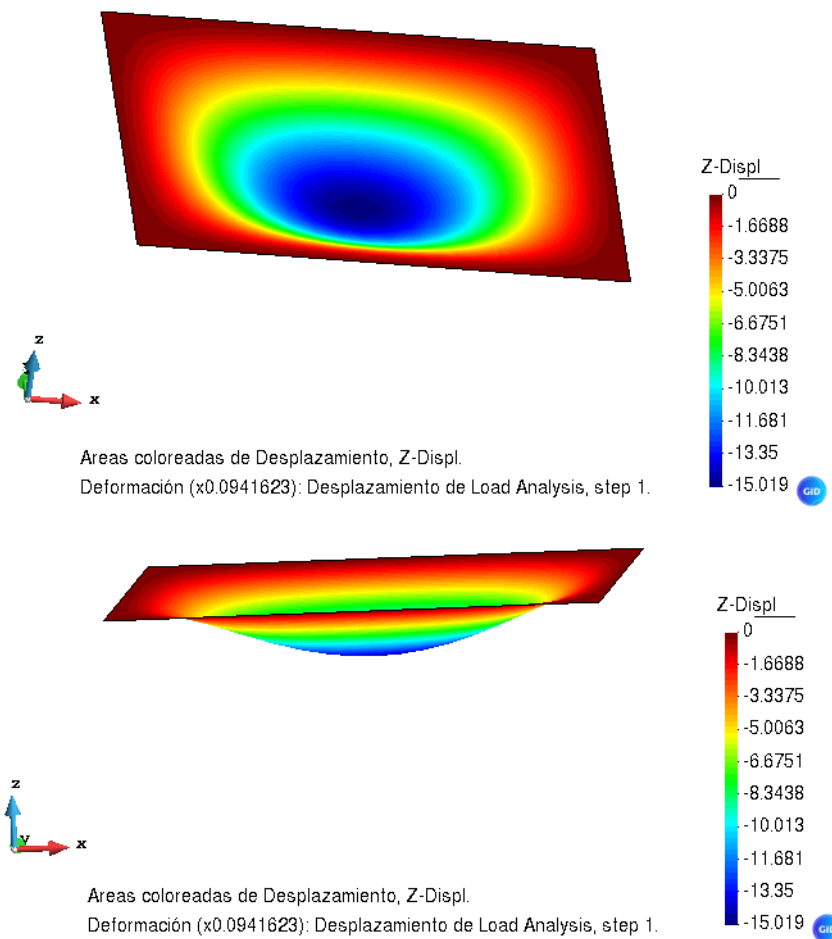 Z-Displ
0
-1.6688
-3.3375
-5.0063
-6.6751
-8.3438
-10.013
-11.681
-13.35
-15.019
GiD
z
x
Areas coloreadas de Desplazamiento, Z-Displ.
Deformación (x0.0941623): Desplazamiento de Load Analysis, step 1.
Z-Displ
0
-1.6688
-3.3375
-5.0063
-6.6751
-8.3438
-10.013
-11.681
-13.35
-15.019
z
y
x
Areas coloreadas de Desplazamiento, Z-Displ.
Deformación (x0.0941623): Desplazamiento de Load Analysis, step 1.